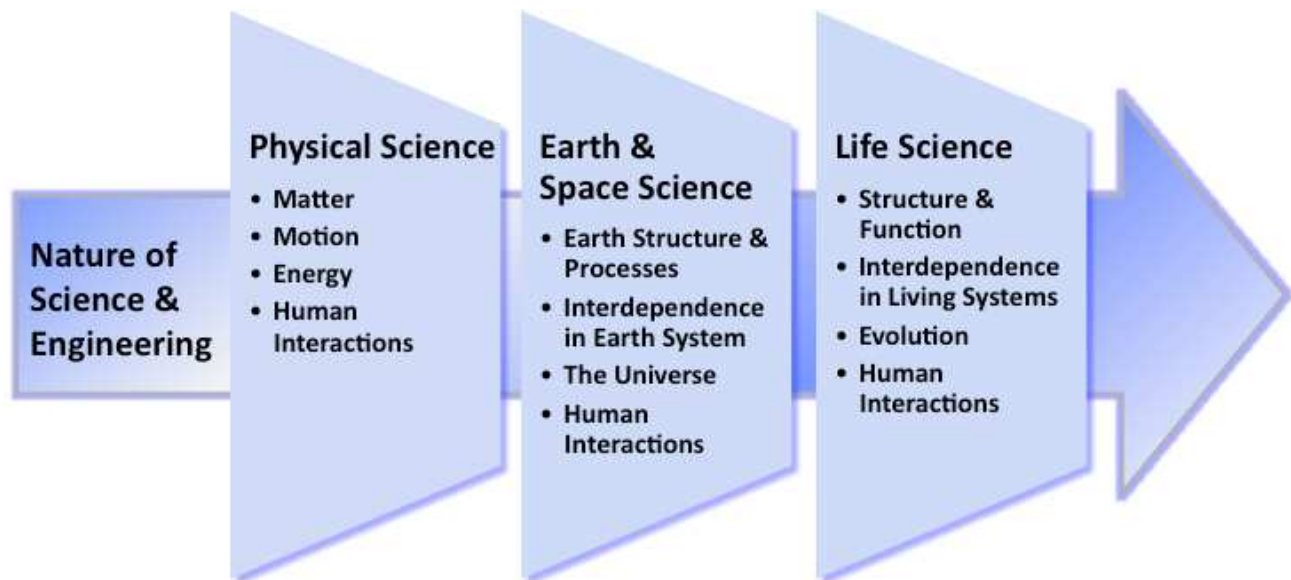 Nature of
Science &
Engineering
Physical Science
• Matter
• Motion
• Energy
• Human
Interactions
Earth &
Space Science
• Earth Structure &
Processes
• Interdependence
in Earth System
• The Universe
• Human
Interactions
Life Science
• Structure &
Function
• Interdependence
in Living Systems
• Evolution
• Human
Interactions